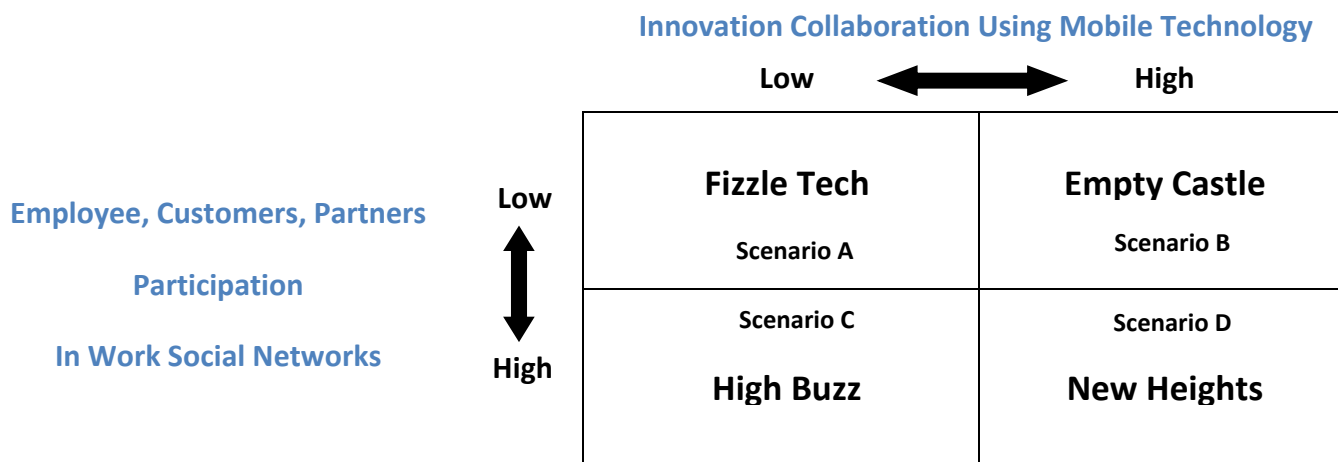 Innovation Collaboration Using Mobile Technology
Low High
Fizzle Tech Empty Castle
Low
Employee, Customers, Partners
Scenario A Scenario B
Participation
Scenario C Scenario D
In Work Social Networks
High
High Buzz New Heights